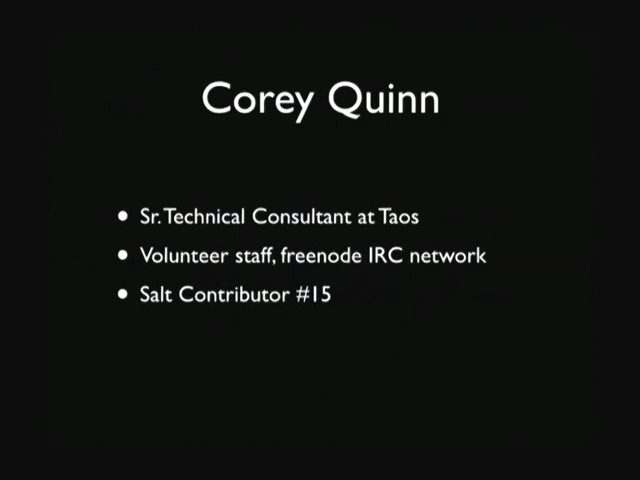 Corey Quinn
• Sr. Technical Consultant at Taos
• Volunteer staff, freenode IRC network
• Salt Contributor #15